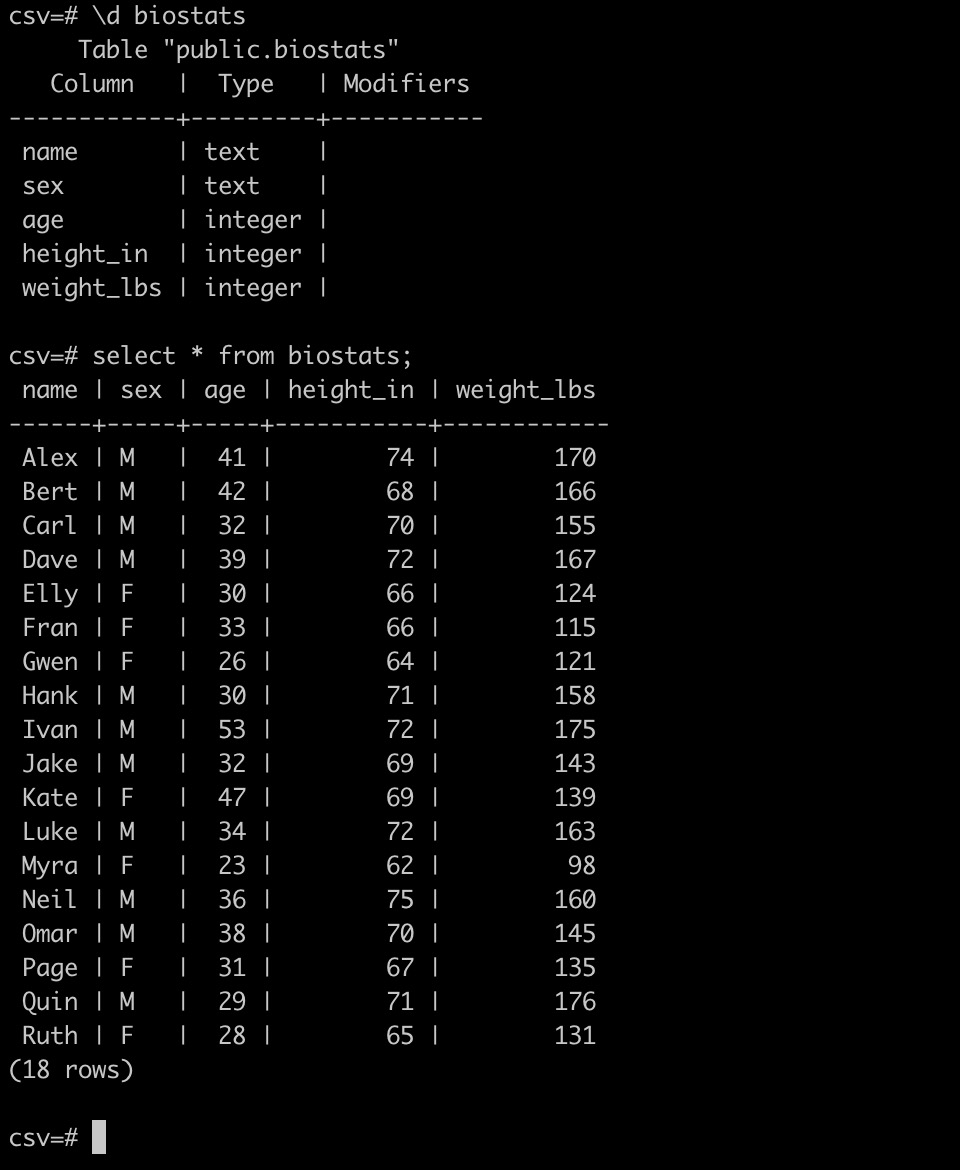 csv=# \d biostats
     Table "public.biostats"
   Column   |  Type   | Modifiers
------------+---------+-----------
 name       | text    |
 sex        | text    |
 age        | integer |
 height_in  | integer |
 weight_lbs | integer |

csv=# select * from biostats;
 name | sex | age | height_in | weight_lbs
------+-----+-----+-----------+------------
 Alex | M   |  41 |        74 |        170
 Bert | M   |  42 |        68 |        166
 Carl | M   |  32 |        70 |        155
 Dave | M   |  39 |        72 |        167
 Elly | F   |  30 |        66 |        124
 Fran | F   |  33 |        66 |        115
 Gwen | F   |  26 |        64 |        121
 Hank | M   |  30 |        71 |        158
 Ivan | M   |  53 |        72 |        175
 Jake | M   |  32 |        69 |        143
 Kate | F   |  47 |        69 |        139
 Luke | M   |  34 |        72 |        163
 Myra | F   |  23 |        62 |         98
 Neil | M   |  36 |        75 |        160
 Omar | M   |  38 |        70 |        145
 Page | F   |  31 |        67 |        135
 Quin | M   |  29 |        71 |        176
 Ruth | F   |  28 |        65 |        131
(18 rows)

csv=#